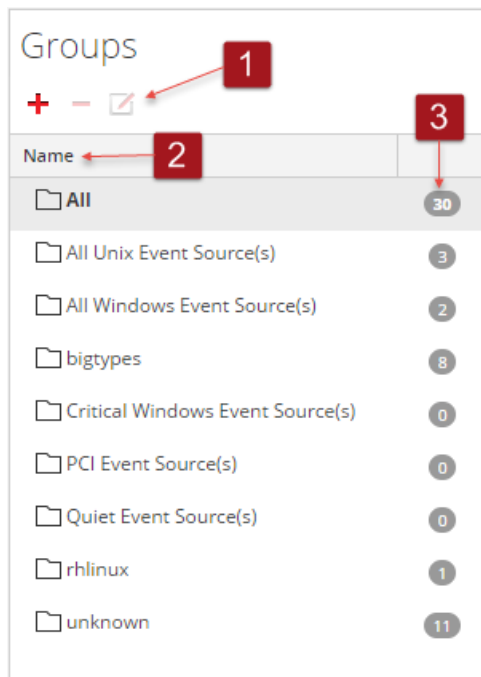 Groups
1
3
Name 2
All 30
All Unix Event Source(s) 3
All Windows Event Source(s) 2
bigtypes 8
Critical Windows Event Source(s) 0
PCI Event Source(s) 0
Quiet Event Source(s) 0
rhlinux 1
unknown 11